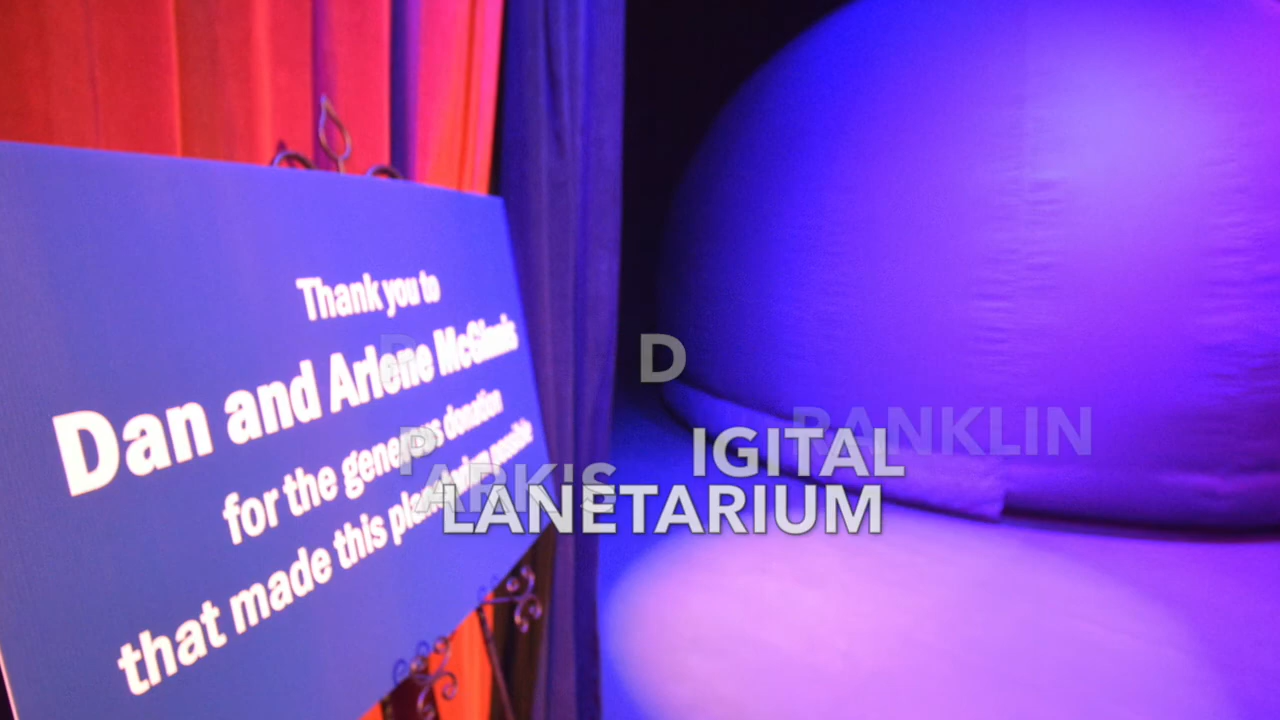 Thank you to
Dan and Arlene McGinnis
for the generous donation
that made this planetarium possible
D
RANKLIN
P
IGITAL
ARK'S
LANETARIUM